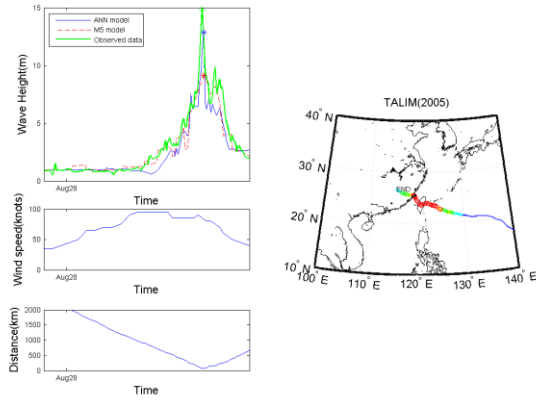 15
10
5
0
Wave Height(m)
ANN model
M5 model
Observed data
Aug28
Time
100
50
0
Wind speed(knots)
Aug28
Time
2000
1500
1000
500
0
Distance(km)
Aug28
Time
TALIM(2005)
40° N
30° N
20° N
10° N
100° E
110° E
120° E
130° E
140° E
END